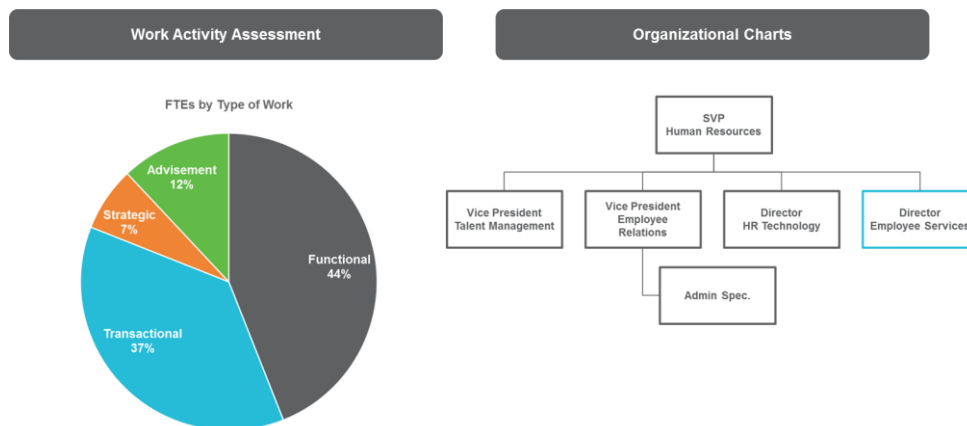 Work Activity Assessment
Organizational Charts
FTEs by Type of Work
Advisement
12%
Strategic
7%
Functional
44%
Transactional
37%
SVP
Human Resources
Vice President
Talent Management
Vice President
Employee
Relations
Director
HR Technology
Director
Employee Services
Admin Spec.